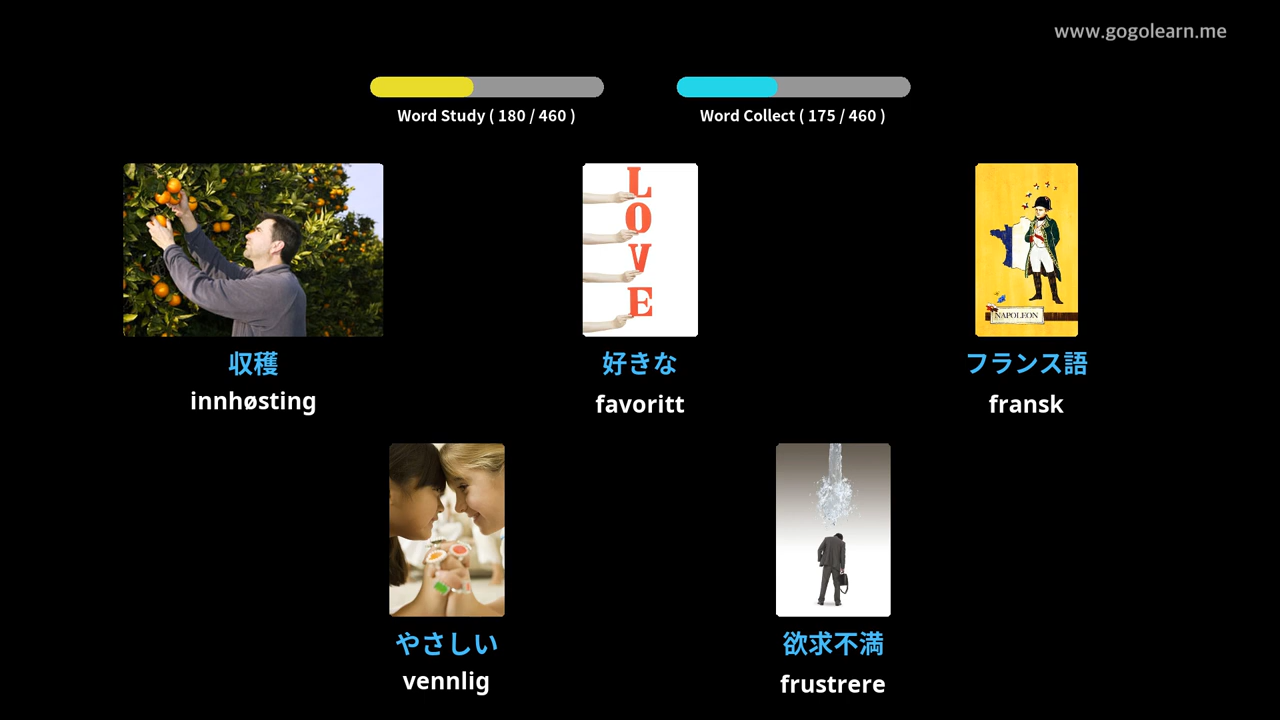 www.gogolearn.me
Word Study ( 180 / 460 )
Word Collect ( 175 / 460 )
L
O
V
E
NAPOLEON
収穫
innhøsting
好きな
favoritt
フランス語
fransk
やさしい
vennlig
欲求不満
frustrere